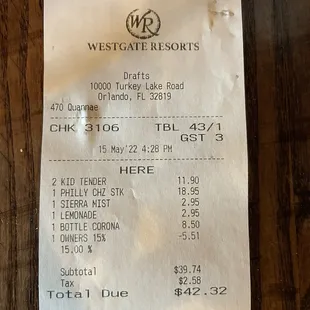 WR
WESTGATE RESORTS
Drafts
10000 Turkey Lake Road
Orlando, FL 32819
470 Quannae
CHK 3106 TBL 43/1
GST 3
15 May'22 4:28 PM
HERE
2 KID TENDER 11.90
1 PHILLY CHZ STK 18.95
1 SIERRA MIST 2.95
1 LEMONADE 2.95
1 BOTTLE CORONA 8.50
1 OWNERS 15% -5.51
15.00 %
Subtotal $39.74
Tax $2.58
Total Due $42.32